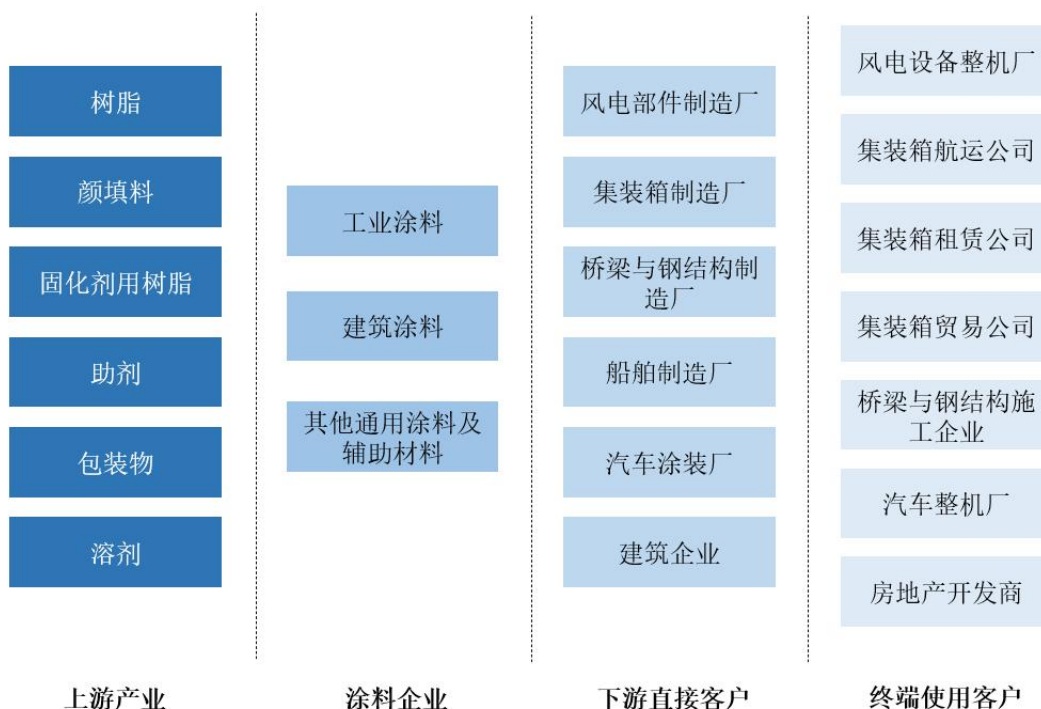 树脂
颜填料
固化剂用树脂
助剂
包装物
溶剂
上游产业
工业涂料
建筑涂料
其他通用涂料及
辅助材料
涂料企业
风电部件制造厂
集装箱制造厂
桥梁与钢结构制
造厂
船舶制造厂
汽车涂装厂
建筑企业
下游直接客户
风电设备整机厂
集装箱航运公司
集装箱租赁公司
集装箱贸易公司
桥梁与钢结构施
工企业
汽车整机厂
房地产开发商
终端使用客户